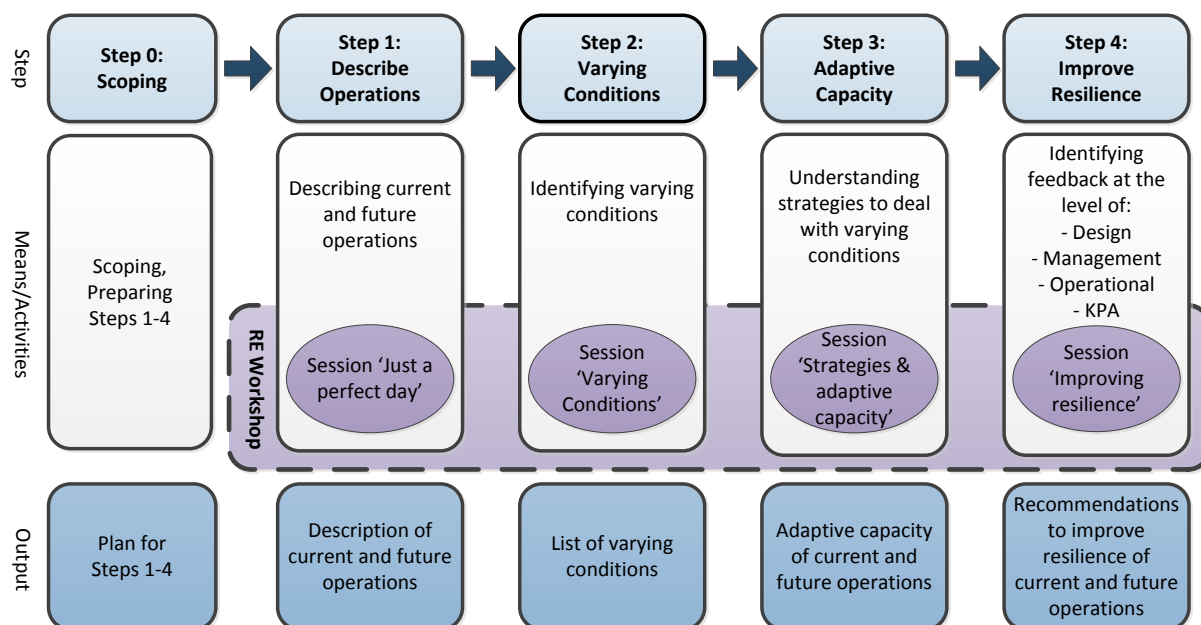 Step
Step 0:
Scoping
Step 1:
Describe
Operations
Step 2:
Varying
Conditions
Step 3:
Adaptive
Capacity
Step 4:
Improve
Resilience
Means/Activities
Scoping,
Preparing
Steps 1-4
Describing current
and future
operations
Identifying varying
conditions
Understanding
strategies to deal
with varying
conditions
Identifying
feedback at the
level of:
- Design
- Management
- Operational
- KPA
RE Workshop
Session ‘Just a
perfect day’
Session
‘Varying
Conditions’
Session
‘Strategies &
adaptive
capacity’
Session
‘Improving
resilience’
Output
Plan for
Steps 1-4
Description of
current and future
operations
List of varying
conditions
Adaptive capacity
of current and
future operations
Recommendations
to improve
resilience of
current and future
operations